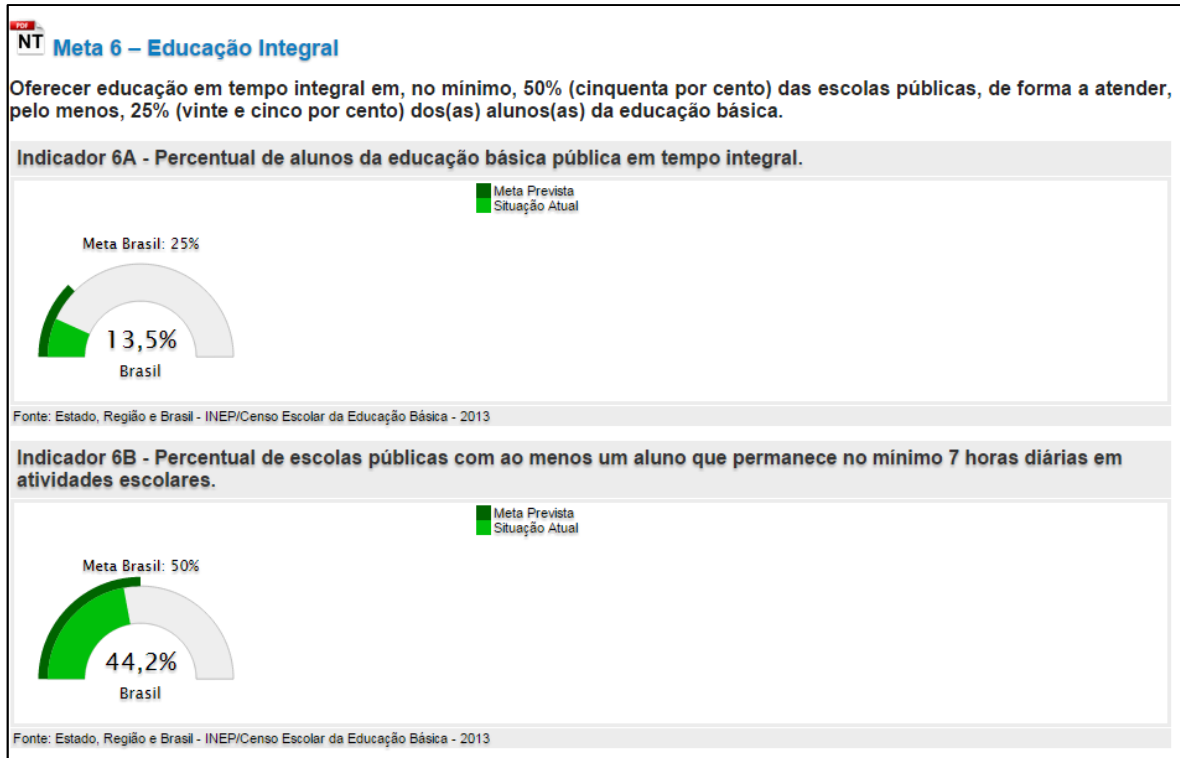 PDF
NT Meta 6 – Educação Integral
Oferecer educação em tempo integral em, no mínimo, 50% (cinquenta por cento) das escolas públicas, de forma a atender,
pelo menos, 25% (vinte e cinco por cento) dos(as) alunos(as) da educação básica.
Indicador 6A - Percentual de alunos da educação básica pública em tempo integral.
Meta Prevista
Situação Atual
Meta Brasil: 25%
13,5%
Brasil
Fonte: Estado, Região e Brasil - INEP/Censo Escolar da Educação Básica - 2013
Indicador 6B - Percentual de escolas públicas com ao menos um aluno que permanece no mínimo 7 horas diárias em
atividades escolares.
Meta Prevista
Situação Atual
Meta Brasil: 50%
44,2%
Brasil
Fonte: Estado, Região e Brasil - INEP/Censo Escolar da Educação Básica - 2013